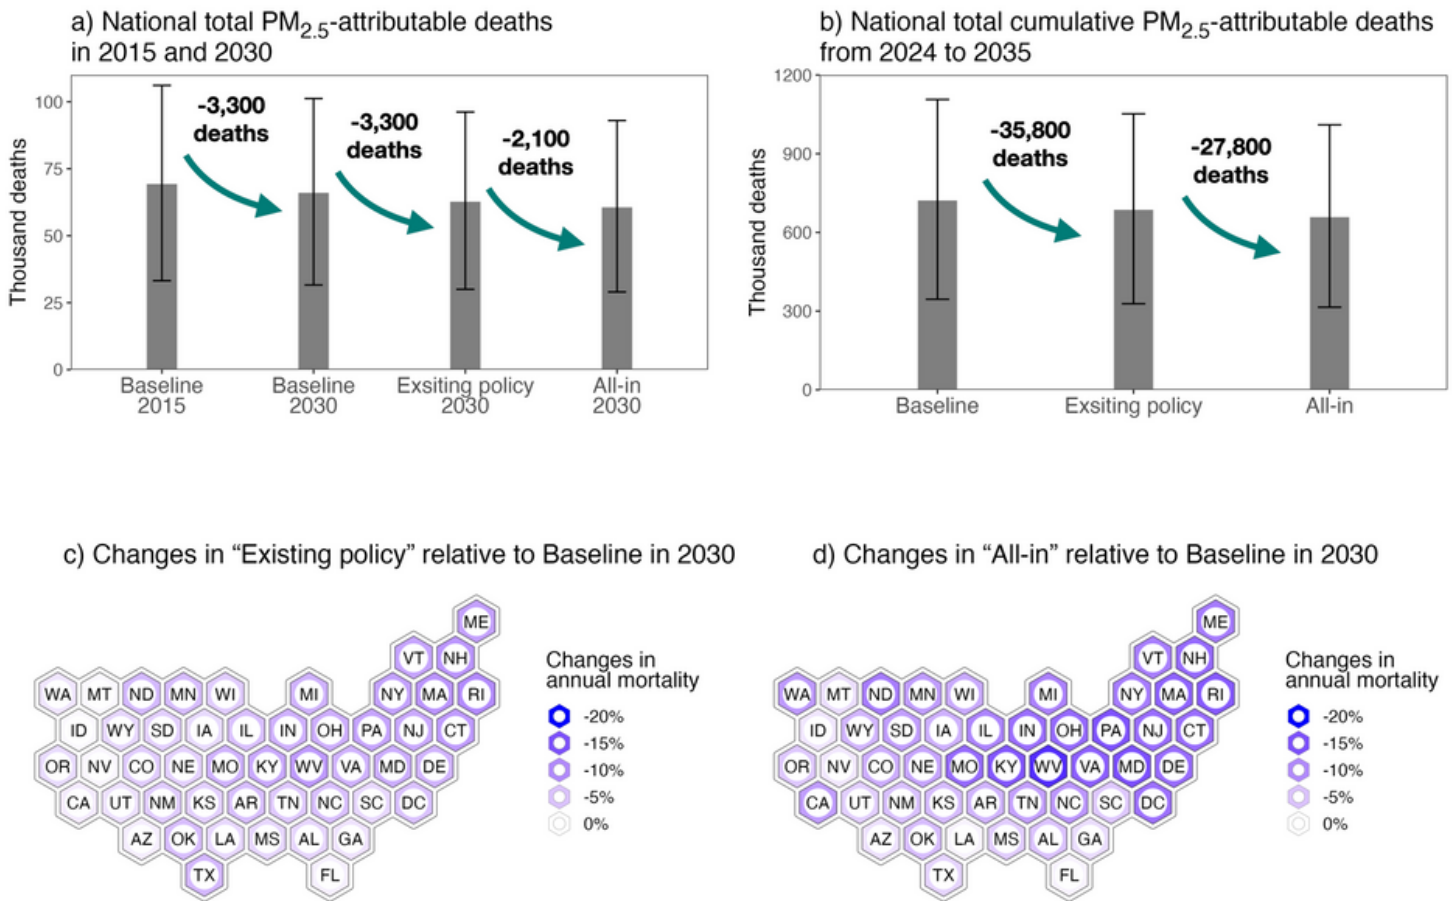 a) National total PM2.5-attributable deaths
in 2015 and 2030
Thousand deaths
100
75
50
25
0
-3,300
deaths
-3,300
deaths
-2,100
deaths
Baseline
2015
Baseline
2030
Exsiting policy
2030
All-in
2030
b) National total cumulative PM2.5-attributable deaths
from 2024 to 2035
Thousand deaths
1200
900
600
300
0
-35,800
deaths
-27,800
deaths
Baseline
Exsiting policy
All-in
c) Changes in “Existing policy” relative to Baseline in 2030
ME
VT NH
WA MT ND MN WI MI NY MA RI
ID WY SD IA IL IN OH PA NJ CT
OR NV CO NE MO KY WV VA MD DE
CA UT NM KS AR TN NC SC DC
AZ OK LA MS AL GA
TX FL
Changes in
annual mortality
-20%
-15%
-10%
-5%
0%
d) Changes in “All-in” relative to Baseline in 2030
ME
VT NH
WA MT ND MN WI MI NY MA RI
ID WY SD IA IL IN OH PA NJ CT
OR NV CO NE MO KY WV VA MD DE
CA UT NM KS AR TN NC SC DC
AZ OK LA MS AL GA
TX FL
Changes in
annual mortality
-20%
-15%
-10%
-5%
0%